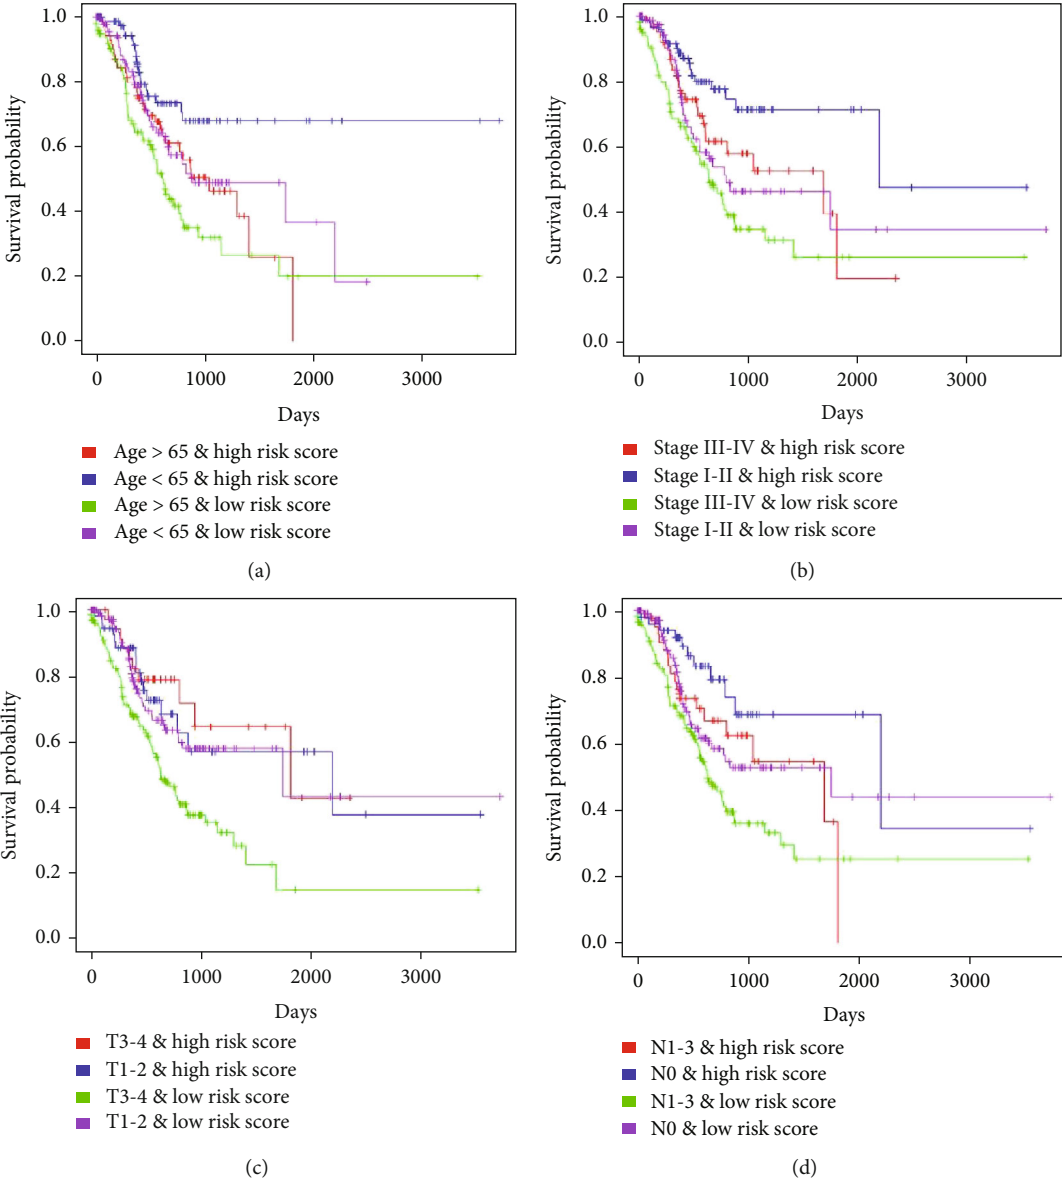 1.0
0.8
0.6
0.4
0.2
0.0
Survival probability
0 1000 2000 3000
Days
Age > 65 & high risk score
Age < 65 & high risk score
Age > 65 & low risk score
Age < 65 & low risk score
(a)
1.0
0.8
0.6
0.4
0.2
0.0
Survival probability
0 1000 2000 3000
Days
Stage III-IV & high risk score
Stage I-II & high risk score
Stage III-IV & low risk score
Stage I-II & low risk score
(b)
1.0
0.8
0.6
0.4
0.2
0.0
Survival probability
0 1000 2000 3000
Days
T3-4 & high risk score
T1-2 & high risk score
T3-4 & low risk score
T1-2 & low risk score
(c)
1.0
0.8
0.6
0.4
0.2
0.0
Survival probability
0 1000 2000 3000
Days
N1-3 & high risk score
N0 & high risk score
N1-3 & low risk score
N0 & low risk score
(d)